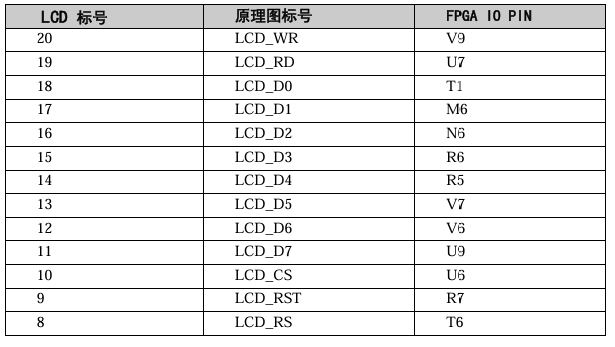 LCD 标号 原理图标号 FPGA IO PIN
20 LCD_WR V9
19 LCD_RD U7
18 LCD_D0 T1
17 LCD_D1 M6
16 LCD_D2 N6
15 LCD_D3 R6
14 LCD_D4 R5
13 LCD_D5 V7
12 LCD_D6 V6
11 LCD_D7 U9
10 LCD_CS U6
9 LCD_RST R7
8 LCD_RS T6